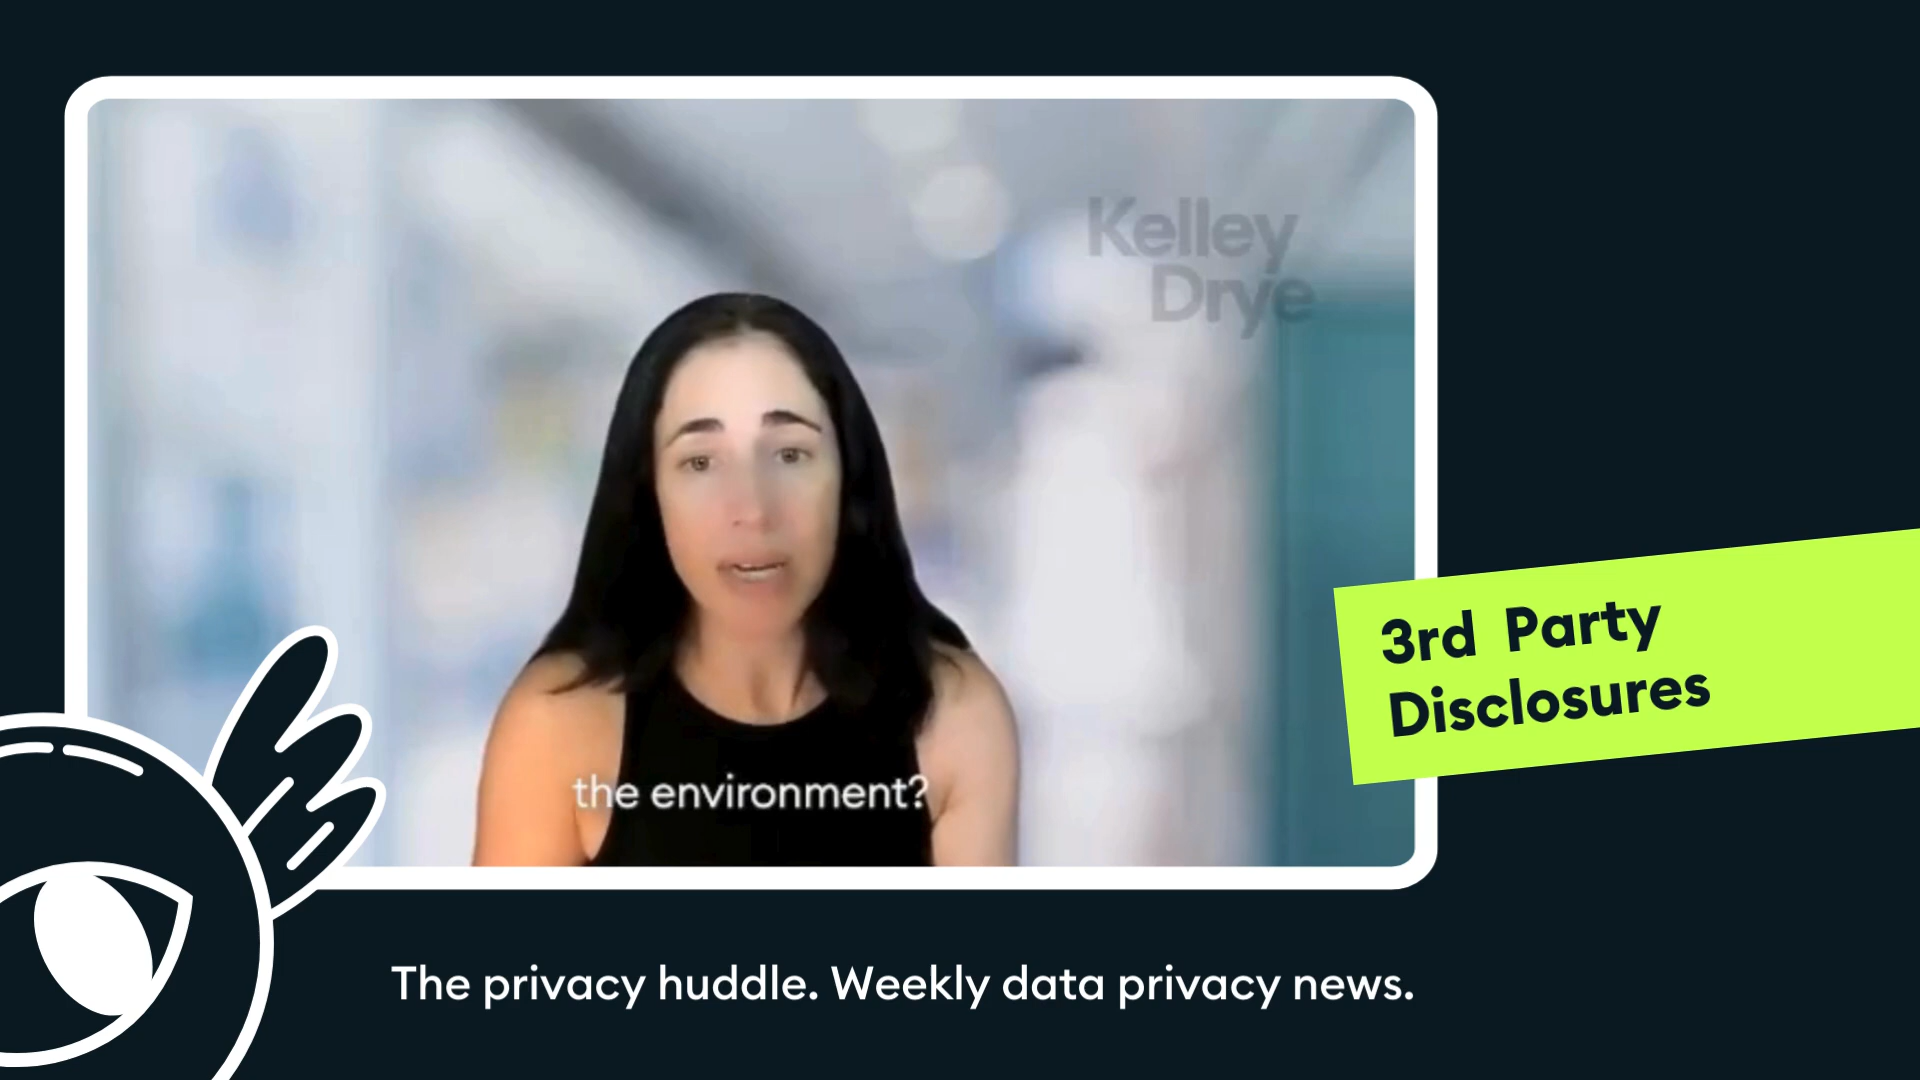 Kelley
Drye
3rd Party
Disclosures
the environment?
The privacy huddle. Weekly data privacy news.